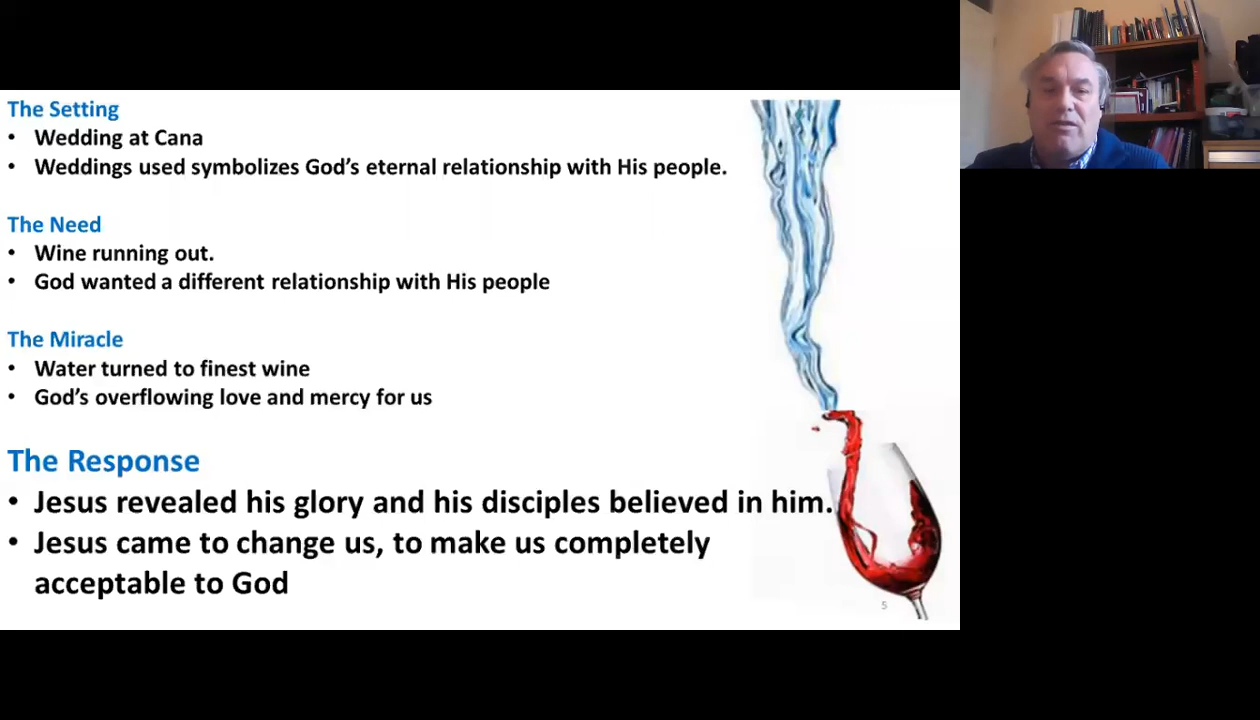 The Setting
• Wedding at Cana
• Weddings used symbolizes God's eternal relationship with His people.
The Need
• Wine running out.
• God wanted a different relationship with His people
The Miracle
• Water turned to finest wine
• God's overflowing love and mercy for us
The Response
• Jesus revealed his glory and his disciples believed in him.
• Jesus came to change us, to make us completely
acceptable to God
5